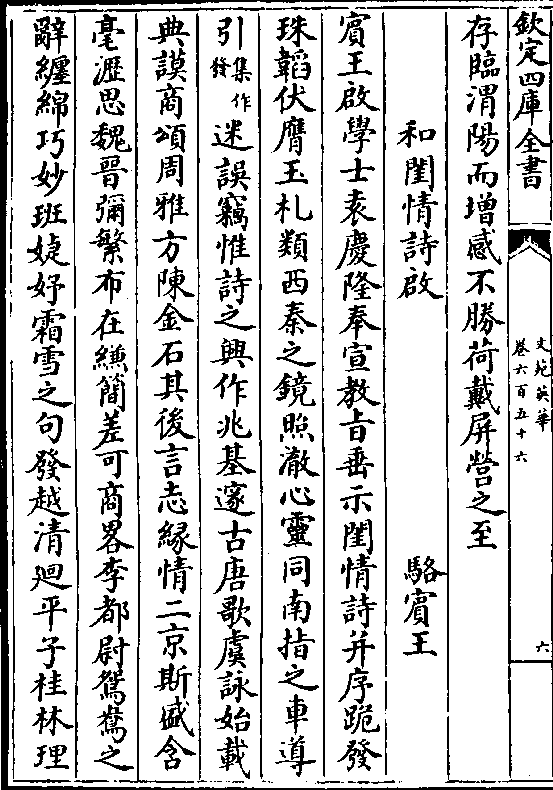 欽定四庫全書
文苑英華
卷六百五十六
六
存臨渭陽而增感不勝荷戴屏營之至
和閨情詩啟
駱賓王
賓王啟學士袁慶隆奉宣教旨垂示閨情詩并序跪發
珠韜伏膺玉札類西秦之鏡照澈心靈同南指之車導
引集作發迷誤竊惟詩之興作兆基邃古唐歌虞詠始載
典謨商頌周雅方陳金石其後言志緣情二京斯盛含
毫瀝思魏晉彌繁布在縑簡差可商畧李都尉鴛鴦之
辭纏綿巧妙班婕妤霜雪之句發越清迥平子桂林理